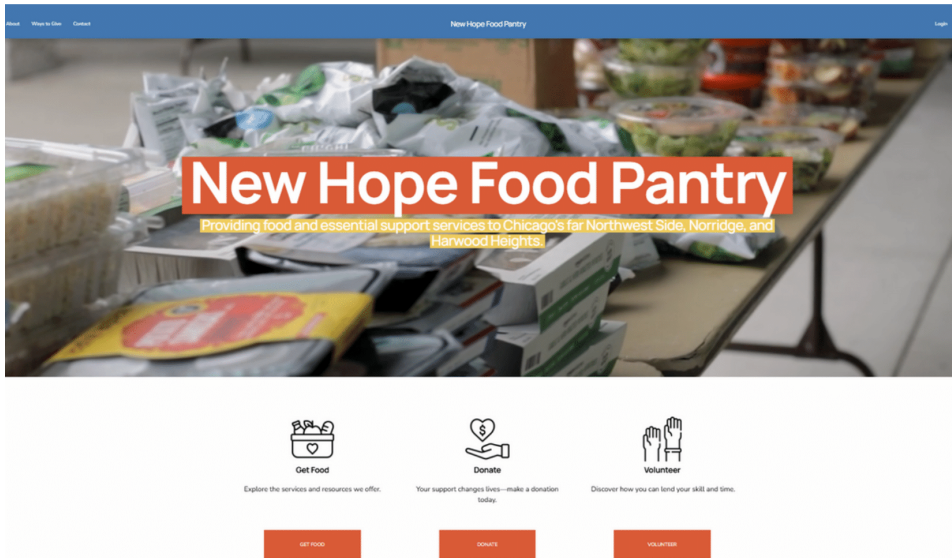 About Ways to Give Contact New Hope Food Pantry Login
New Hope Food Pantry
Providing food and essential support services to Chicago's far Northwest Side, Norridge, and
Harwood Heights.
Get Food Donate Volunteer
Explore the services and resources we offer.
Your support changes lives—make a donation
today.
Discover how you can lend your skill and time.
GET FOOD DONATE VOLUNTEER